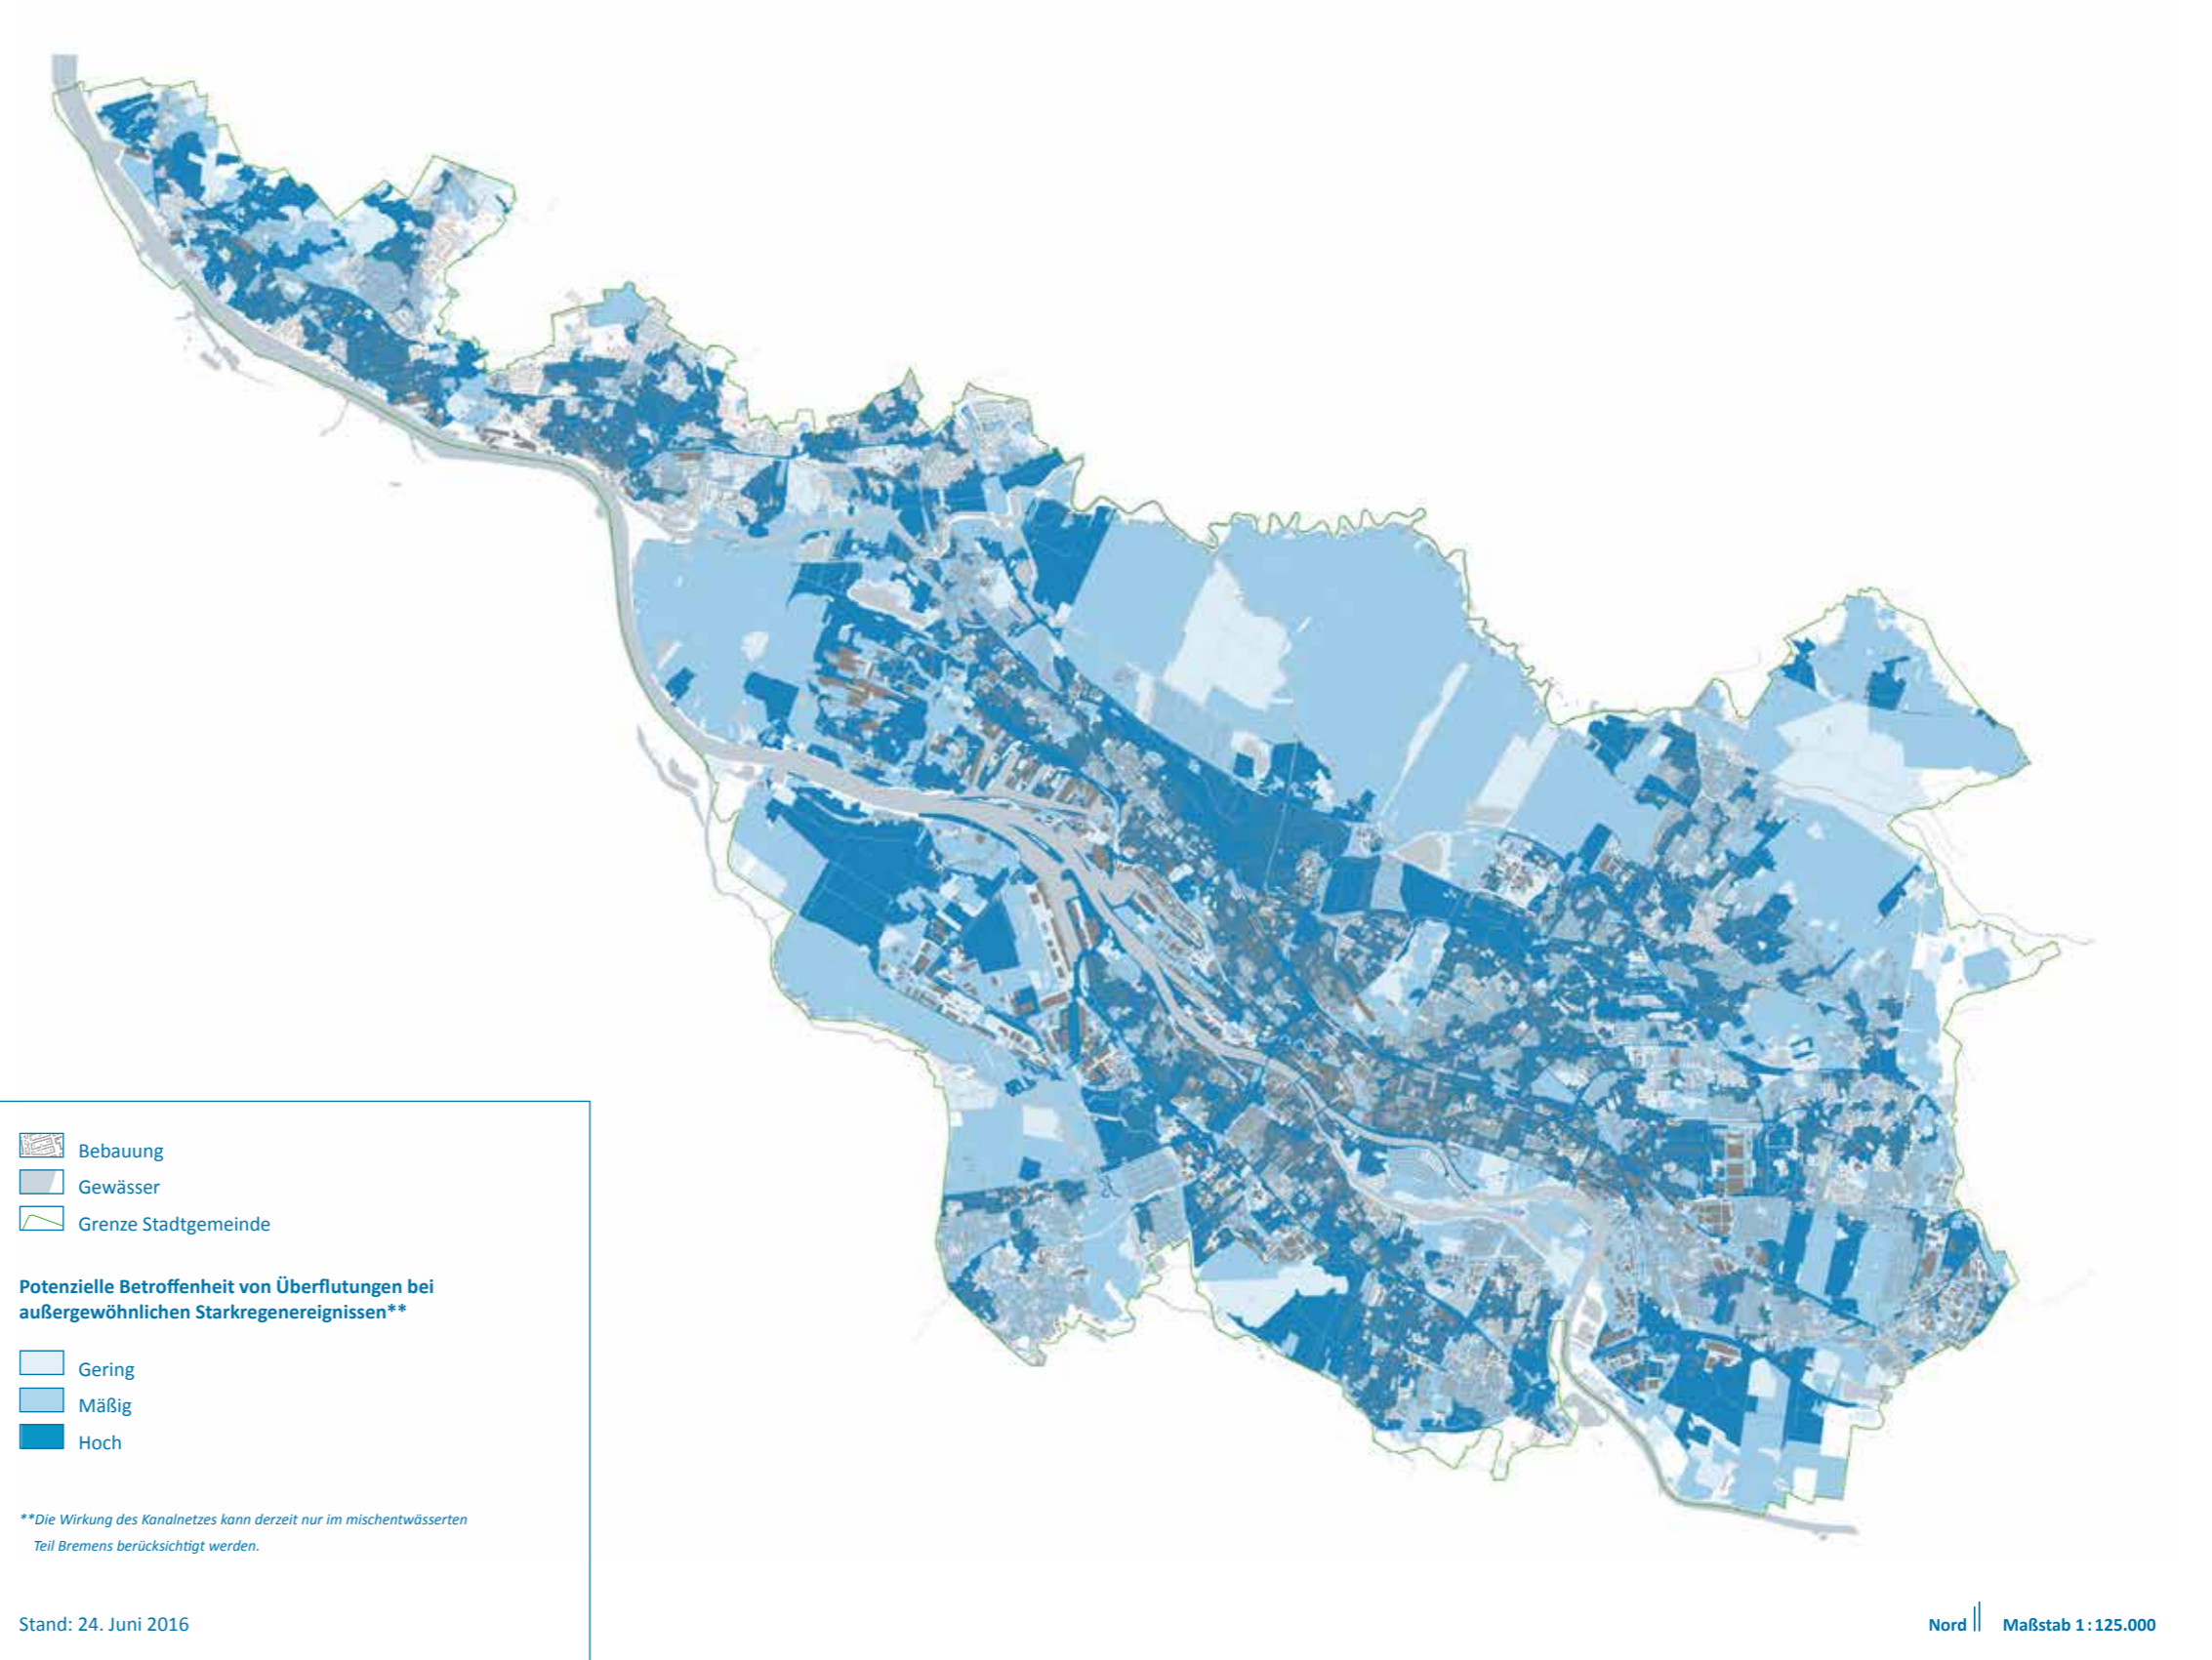 Bebauung
Gewässer
Grenze Stadtgemeinde
Potenzielle Betroffenheit von Überflutungen bei
außergewöhnlichen Starkregenereignissen**
Gering
Mäßig
Hoch
**Die Wirkung des Kanalnetzes kann derzeit nur im mischentwässerten
Teil Bremens berücksichtigt werden.
Stand: 24. Juni 2016
Nord Maßstab 1:125.000